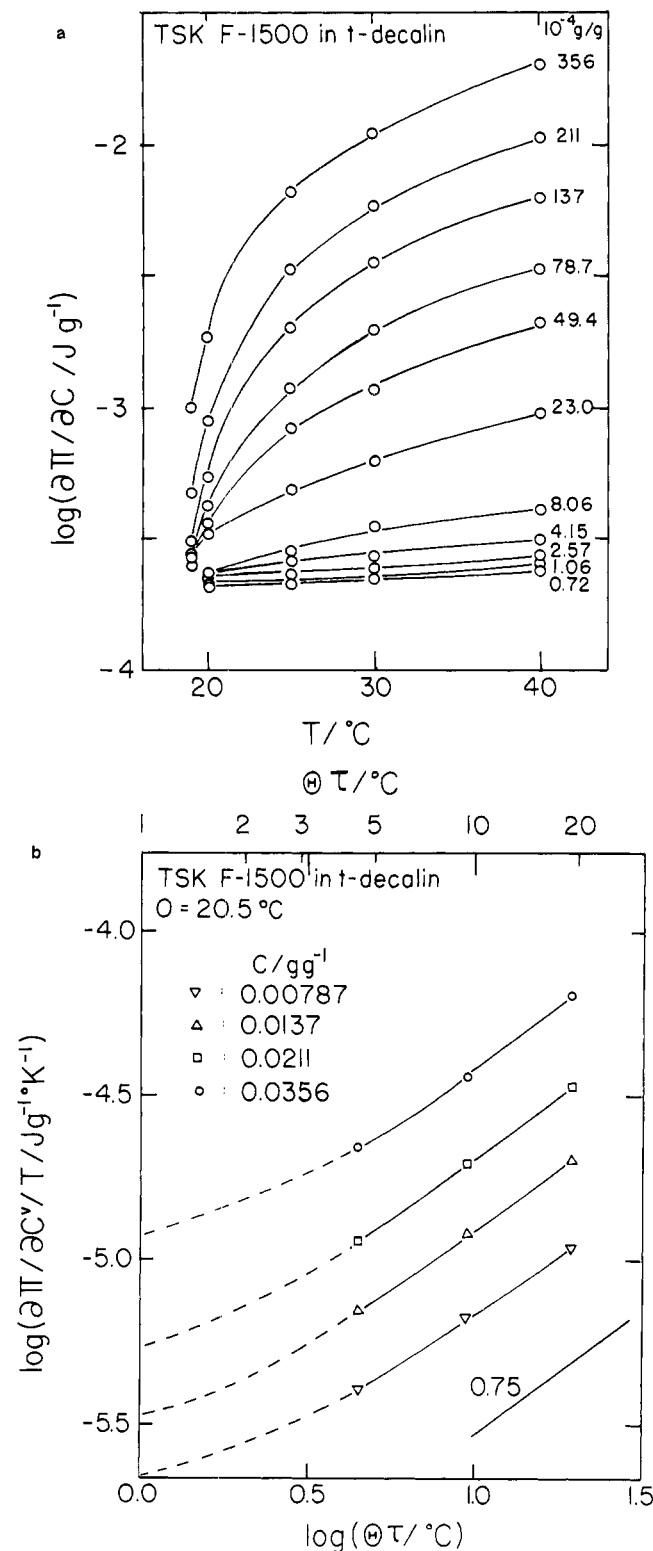 a
TSK F-1500 in t-decalin
10⁻⁴g/g
356
211
137
78.7
49.4
23.0
8.06
4.15
2.57
1.06
0.72
-2
-3
-4
log(∂Π/∂C / J g⁻¹)
20 30 40
T/°C
Θτ/°C
1 2 3 5 10 20
b
TSK F-1500 in t-decalin
Θ = 20.5 °C
C/gg⁻¹
▽ : 0.00787
△ : 0.0137
□ : 0.0211
○ : 0.0356
0.75
-4.0
-4.5
-5.0
-5.5
log(∂Π/∂C^v/T/Jg⁻¹°K⁻¹)
0.0 0.5 1.0 1.5
log(Θτ/°C)